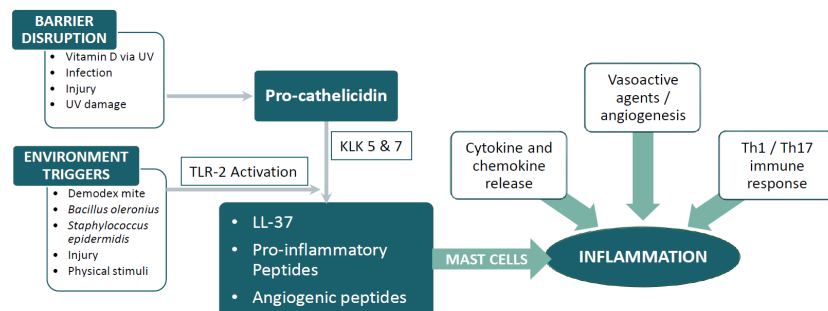 BARRIER
DISRUPTION
• Vitamin D via UV
• Infection
• Injury
• UV damage
Pro-cathelicidin
KLK 5 & 7
ENVIRONMENT
TRIGGERS
• Demodex mite
• Bacillus oleronius
• Staphylococcus
epidermidis
• Injury
• Physical stimuli
TLR-2 Activation
• LL-37
• Pro-inflammatory
Peptides
• Angiogenic peptides
MAST CELLS
Cytokine and
chemokine
release
Vasoactive
agents /
angiogenesis
Th1 / Th17
immune
response
INFLAMMATION